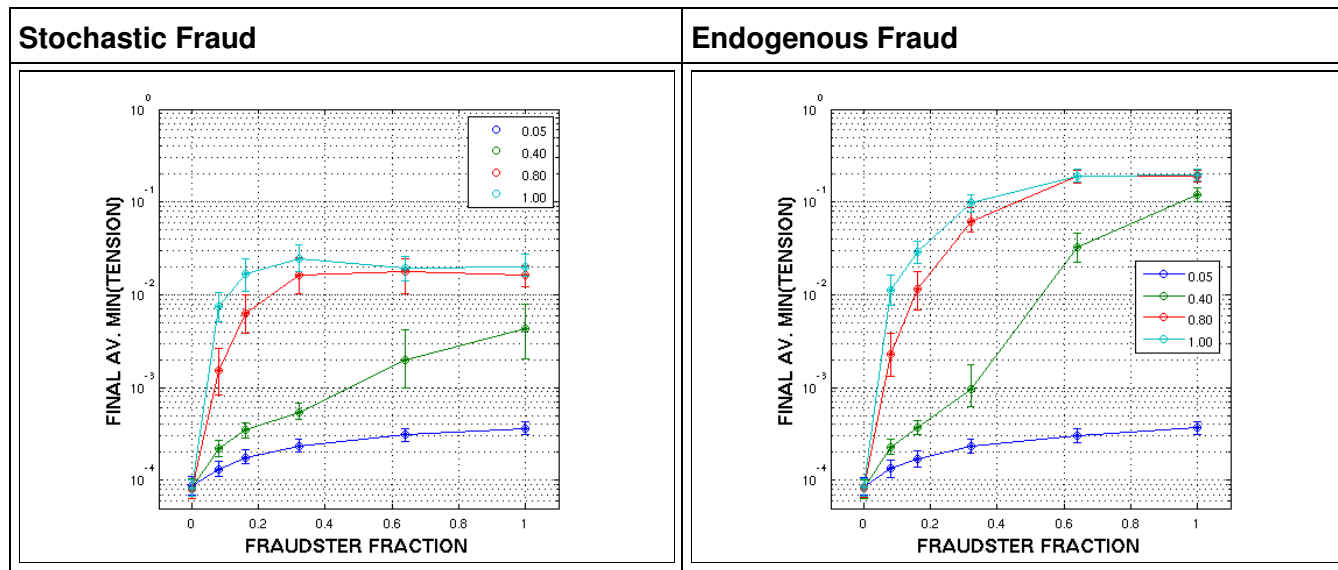 Stochastic Fraud
Endogenous Fraud
10^0
10^-1
10^-2
10^-3
10^-4
FINAL AV. MIN(TENSION)
0.05
0.40
0.80
1.00
0 0.2 0.4 0.6 0.8 1
FRAUDSTER FRACTION
10^0
10^-1
10^-2
10^-3
10^-4
FINAL AV. MIN(TENSION)
0.05
0.40
0.80
1.00
0 0.2 0.4 0.6 0.8 1
FRAUDSTER FRACTION